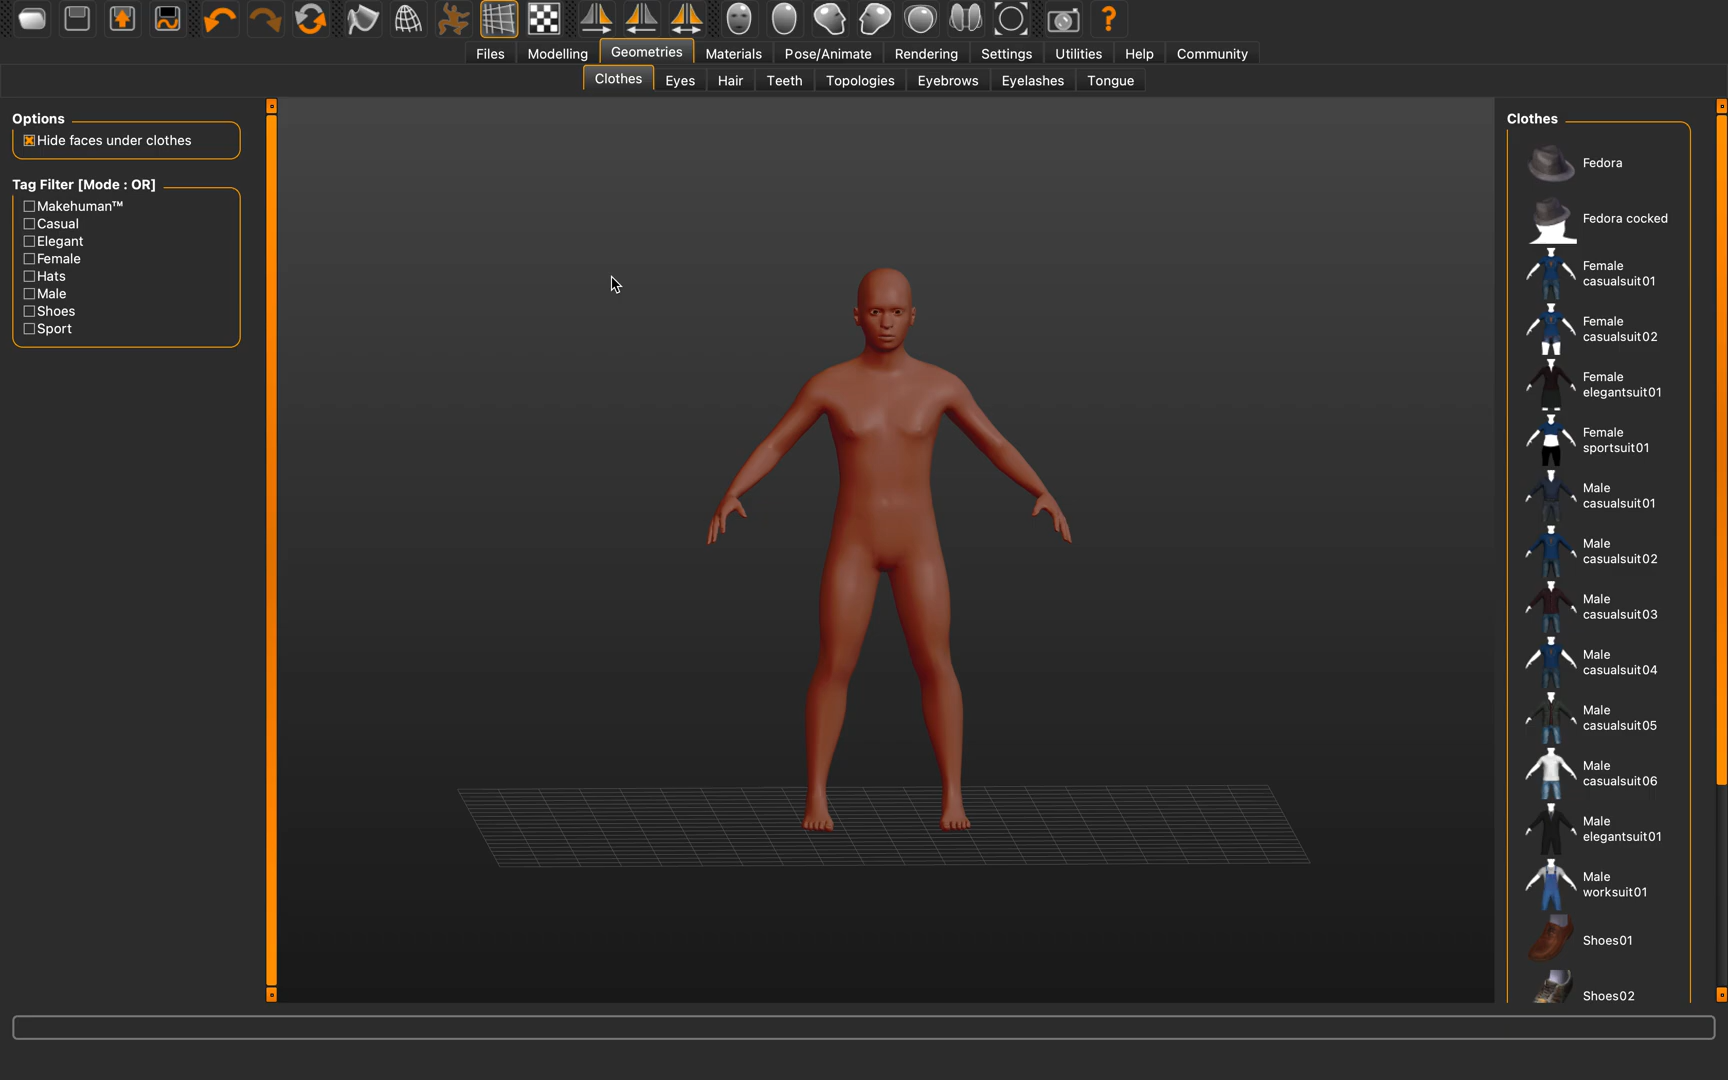 ?
Files Modelling Geometries Materials Pose/Animate Rendering Settings Utilities Help Community
Clothes Eyes Hair Teeth Topologies Eyebrows Eyelashes Tongue
Options
Hide faces under clothes
Tag Filter [Mode : OR]
Makehuman™
Casual
Elegant
Female
Hats
Male
Shoes
Sport
Clothes
Fedora
Fedora cocked
Female
casualsuit01
Female
casualsuit02
Female
elegantsuit01
Female
sportsuit01
Male
casualsuit01
Male
casualsuit02
Male
casualsuit03
Male
casualsuit04
Male
casualsuit05
Male
casualsuit06
Male
elegantsuit01
Male
worksuit01
Shoes01
Shoes02